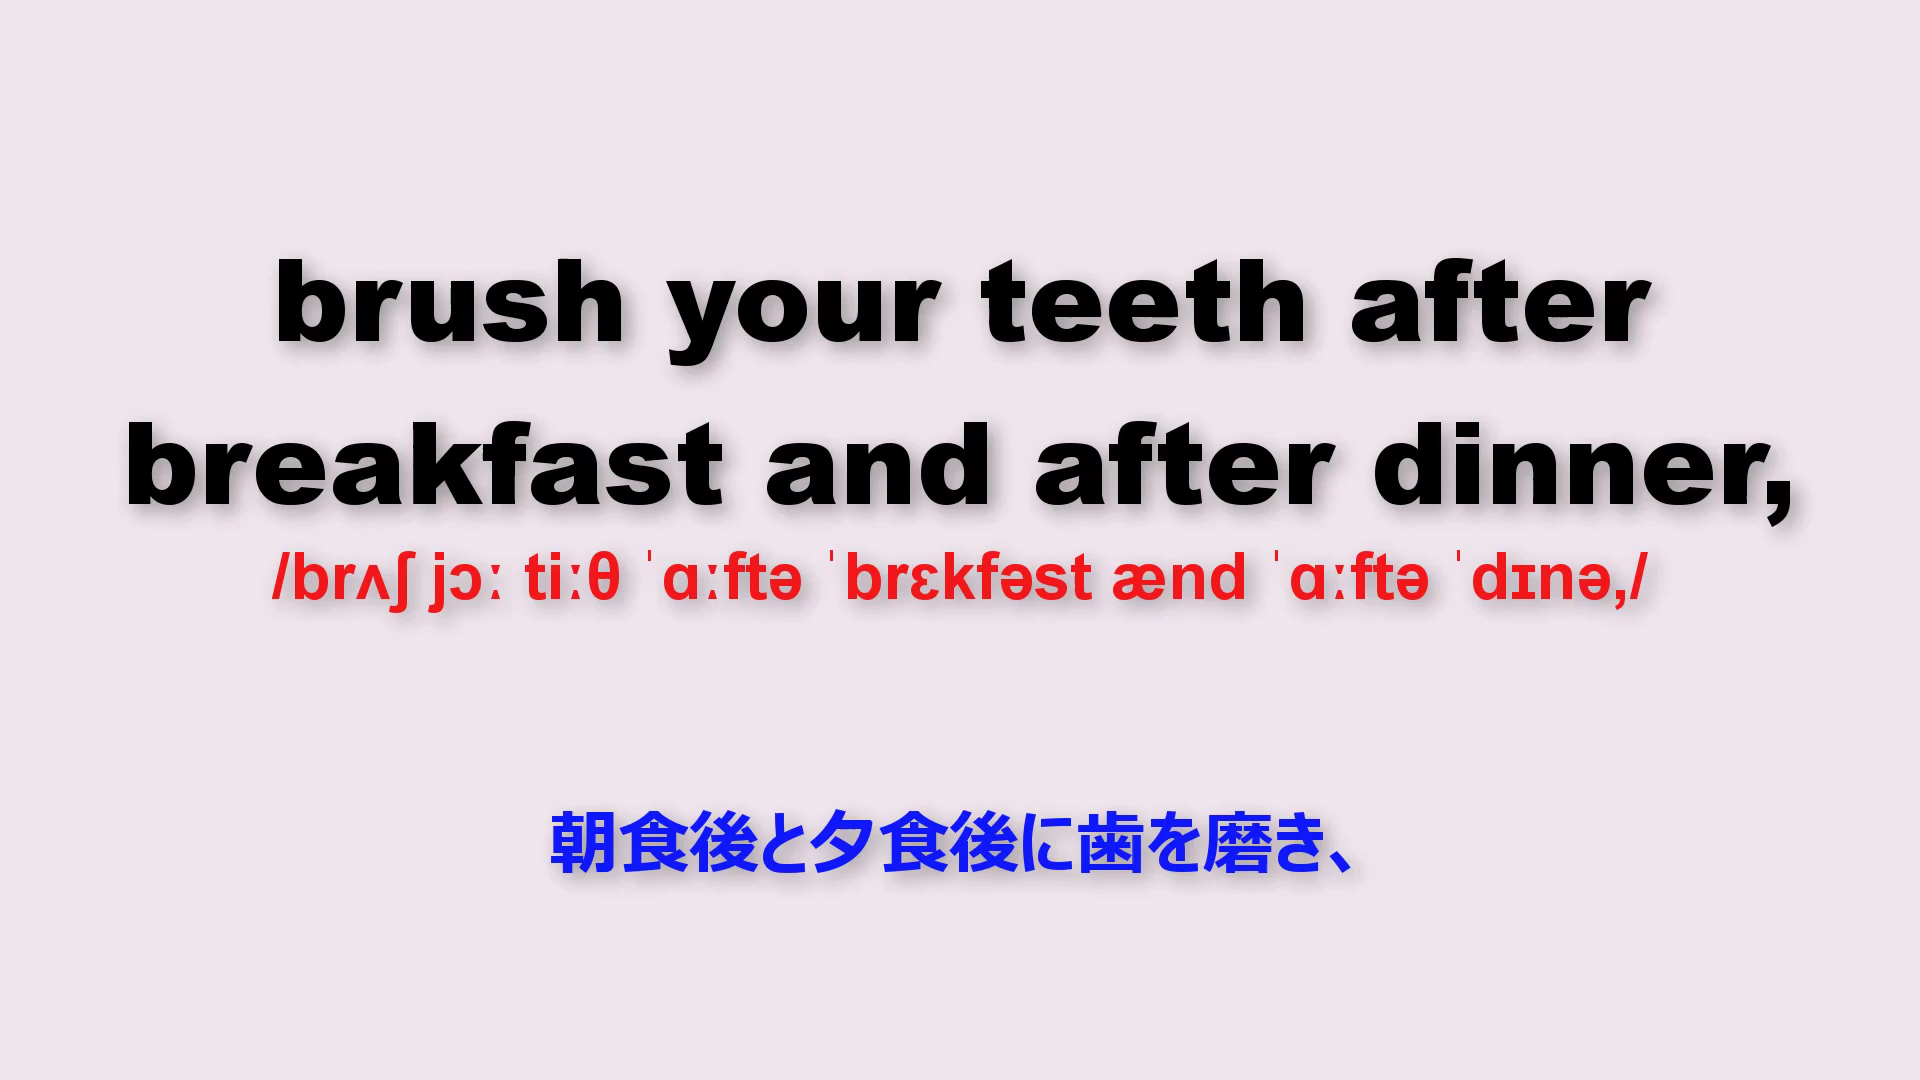 brush your teeth after
breakfast and after dinner,
/brʌʃ jɔː tiːθ ˈɑːftə ˈbrɛkfəst ænd ˈɑːftə ˈdɪnə,/
朝食後と夕食後に歯を磨き、